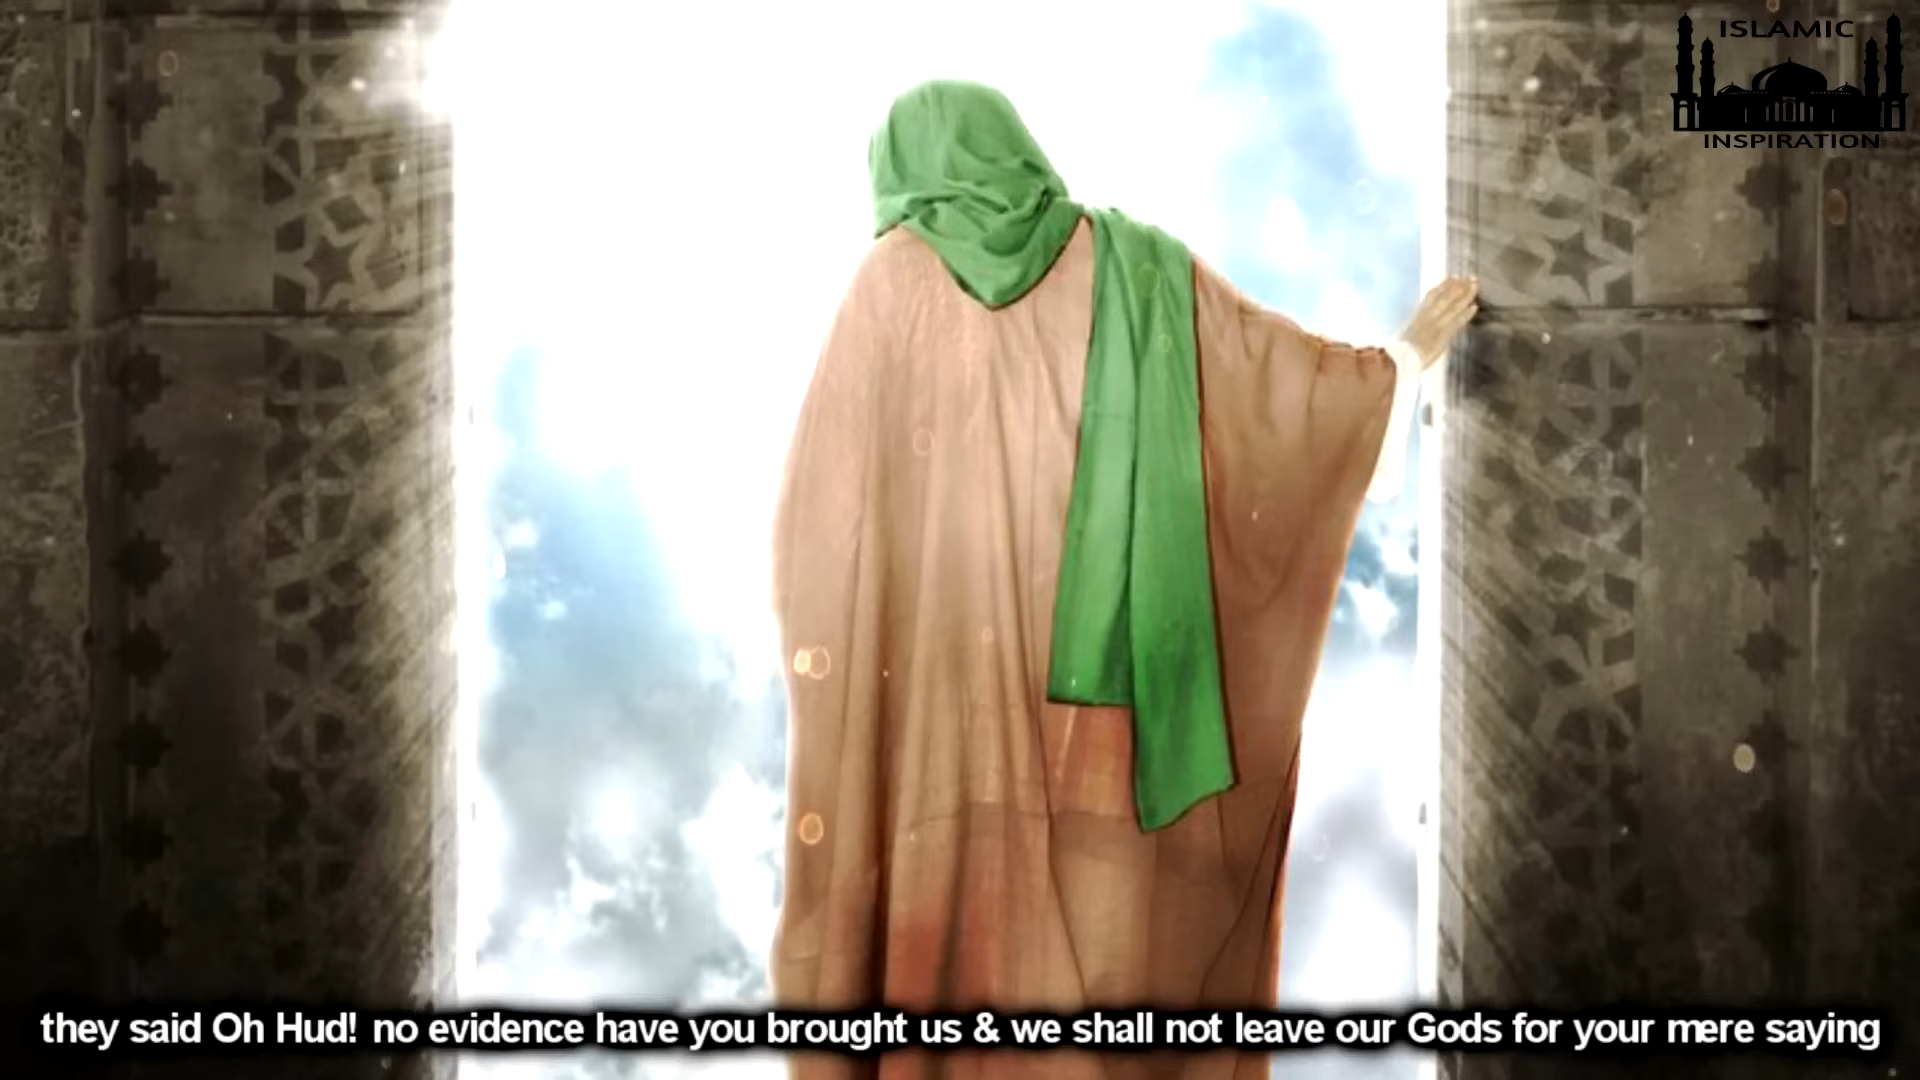 ISLAMIC
INSPIRATION
they said Oh Hud! no evidence have you brought us & we shall not leave our Gods for your mere saying